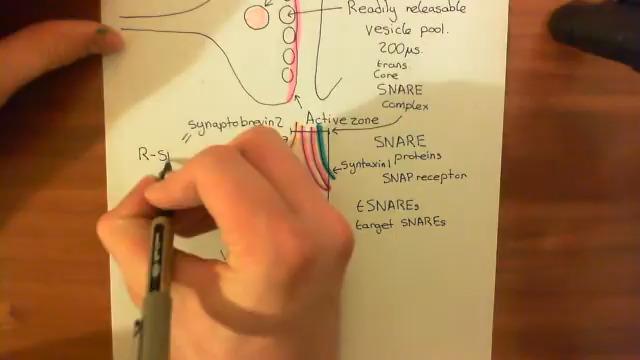 Readily releasable
vesicle pool.
200µs.
trans
Core
SNARE
Complex
synaptobrevin2
Active zone
R-S
SNARE
proteins
Syntaxin1
SNAP receptor
tSNAREs
target SNAREs